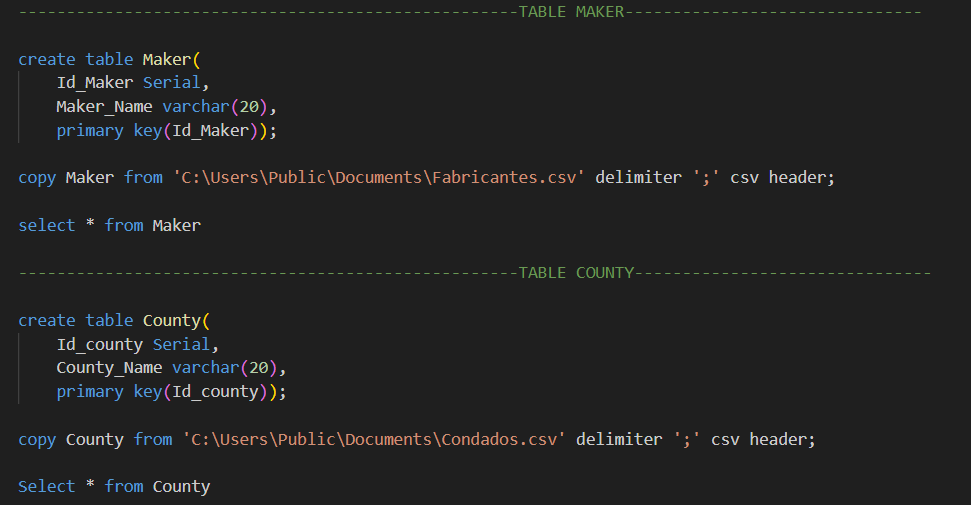 ----------------------------------------------------TABLE MAKER-------------------------------
create table Maker(
    Id_Maker Serial,
    Maker_Name varchar(20),
    primary key(Id_Maker));
copy Maker from 'C:\Users\Public\Documents\Fabricantes.csv' delimiter ';' csv header;
select * from Maker
----------------------------------------------------TABLE COUNTY-------------------------------
create table County(
    Id_county Serial,
    County_Name varchar(20),
    primary key(Id_county));
copy County from 'C:\Users\Public\Documents\Condados.csv' delimiter ';' csv header;
Select * from County